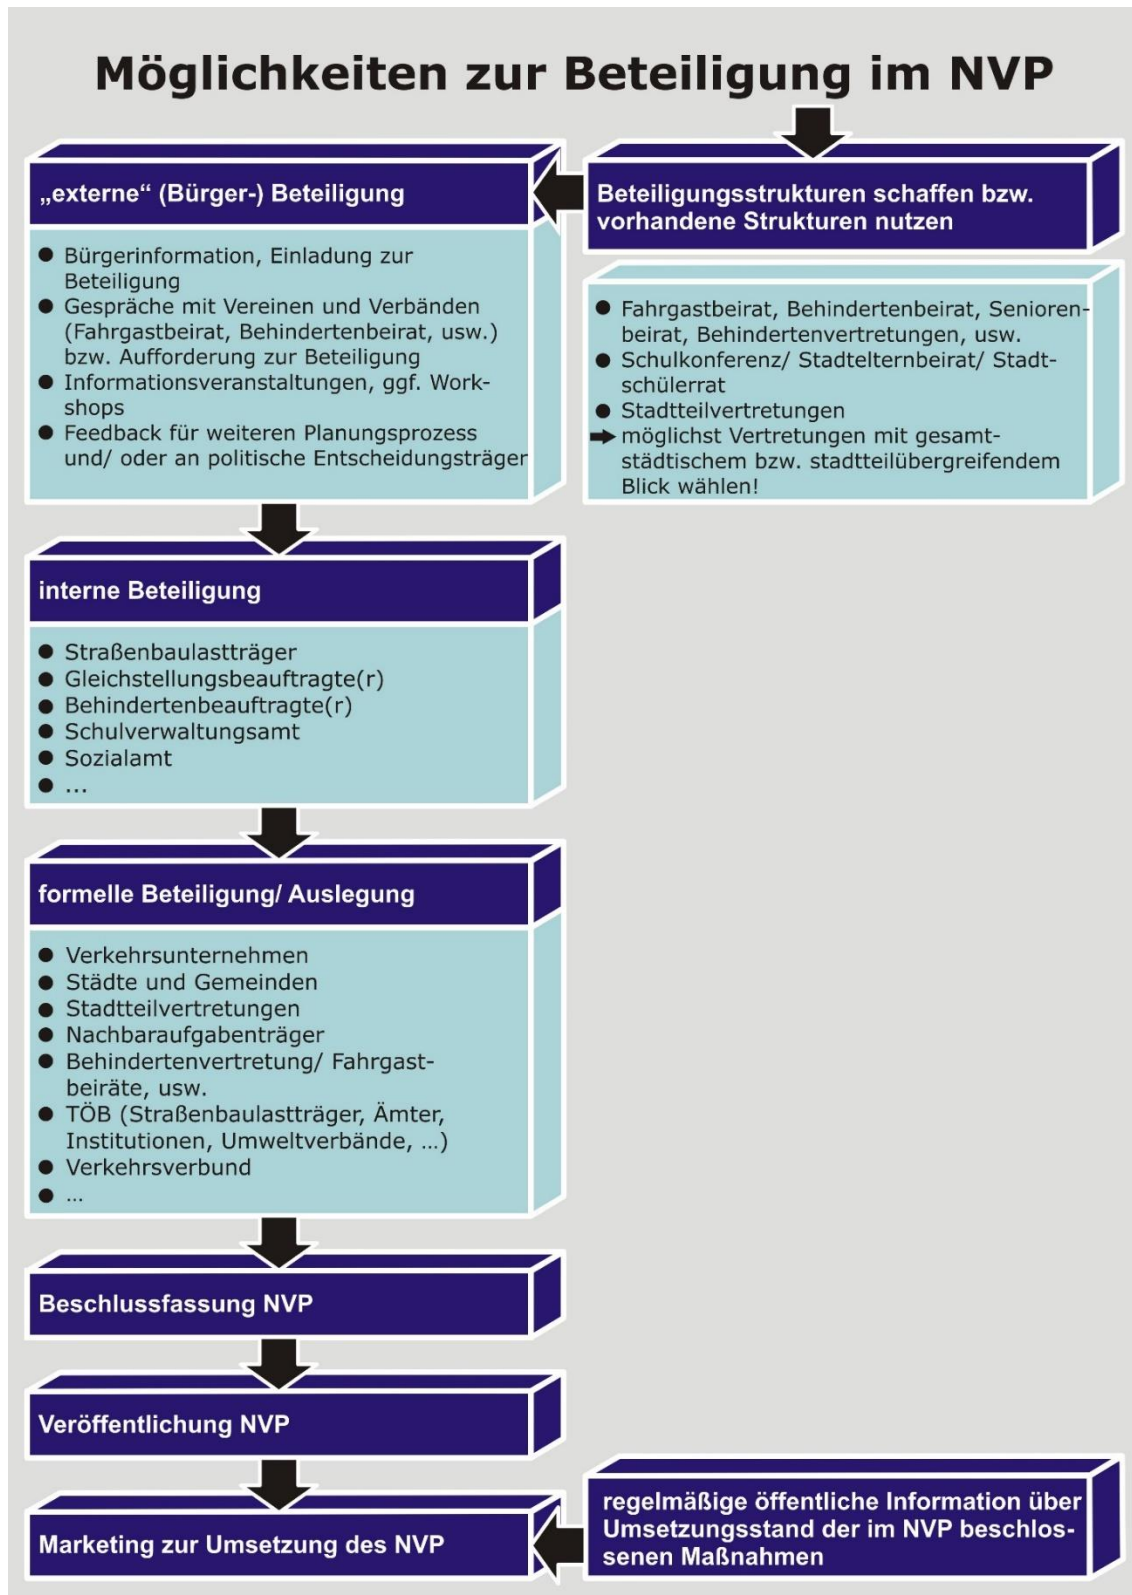 Möglichkeiten zur Beteiligung im NVP
Beteiligungsstrukturen schaffen bzw.
vorhandene Strukturen nutzen
● Fahrgastbeirat, Behindertenbeirat, Senioren-
beirat, Behindertenvertretungen, usw.
● Schulkonferenz/ Stadtelternbeirat/ Stadt-
schülerrat
● Stadtteilvertretungen
➡ möglichst Vertretungen mit gesamt-
städtischem bzw. stadtteilübergreifendem
Blick wählen!
„externe“ (Bürger-) Beteiligung
● Bürgerinformation, Einladung zur
Beteiligung
● Gespräche mit Vereinen und Verbänden
(Fahrgastbeirat, Behindertenbeirat, usw.)
bzw. Aufforderung zur Beteiligung
● Informationsveranstaltungen, ggf. Work-
shops
● Feedback für weiteren Planungsprozess
und/ oder an politische Entscheidungsträger
interne Beteiligung
● Straßenbaulastträger
● Gleichstellungsbeauftragte(r)
● Behindertenbeauftragte(r)
● Schulverwaltungsamt
● Sozialamt
● ...
formelle Beteiligung/ Auslegung
● Verkehrsunternehmen
● Städte und Gemeinden
● Stadtteilvertretungen
● Nachbaraufgabenträger
● Behindertenvertretung/ Fahrgast-
beiräte, usw.
● TÖB (Straßenbaulastträger, Ämter,
Institutionen, Umweltverbände, ...)
● Verkehrsverbund
● ...
Beschlussfassung NVP
Veröffentlichung NVP
Marketing zur Umsetzung des NVP
regelmäßige öffentliche Information über
Umsetzungsstand der im NVP beschlos-
senen Maßnahmen